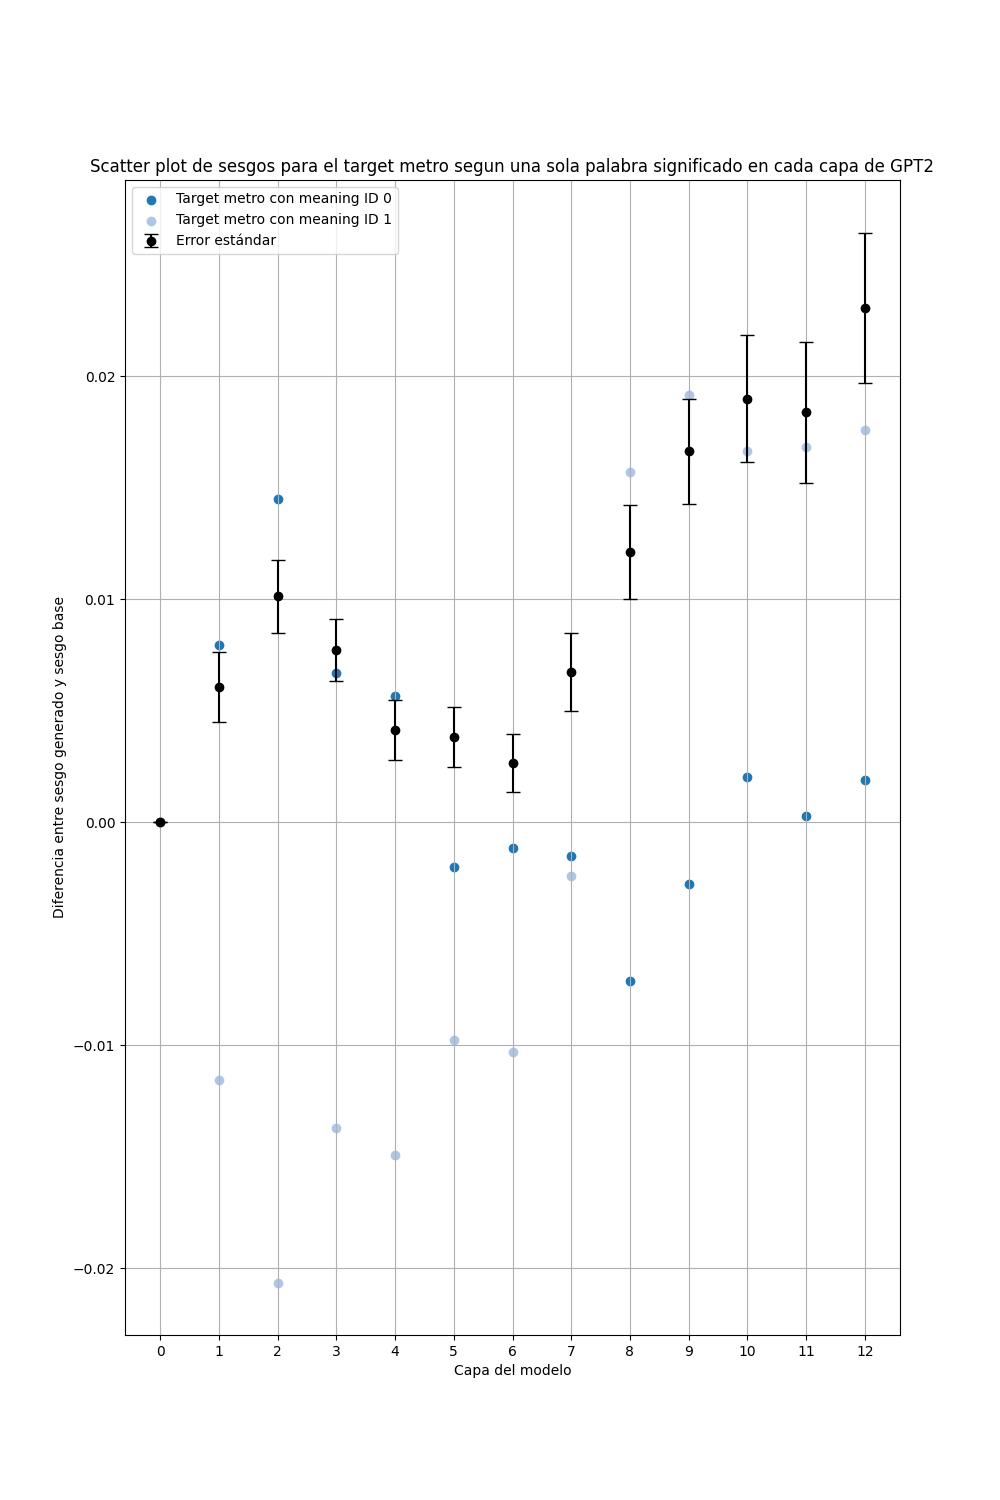 Scatter plot de sesgos para el target metro segun una sola palabra significado en cada capa de GPT2
Target metro con meaning ID 0
Target metro con meaning ID 1
Error estándar
Diferencia entre sesgo generado y sesgo base
0.02
0.01
0.00
−0.01
−0.02
0 1 2 3 4 5 6 7 8 9 10 11 12
Capa del modelo